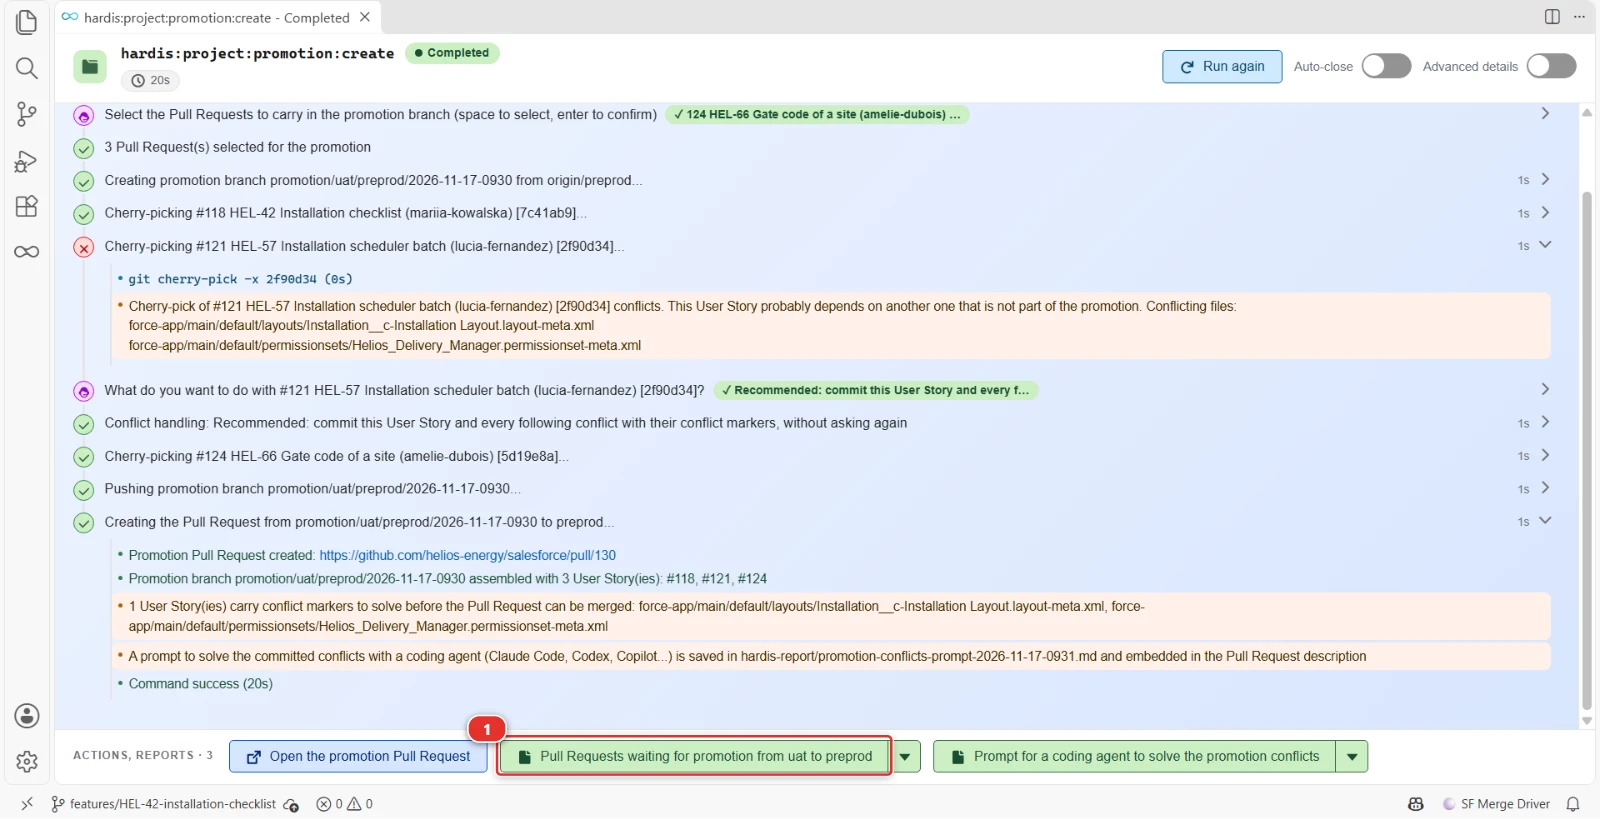 hardis:project:promotion:create - Completed
hardis:project:promotion:create
Completed
20s
Run again
Auto-close
Advanced details
Select the Pull Requests to carry in the promotion branch (space to select, enter to confirm) ✓ 124 HEL-66 Gate code of a site (amelie-dubois) ...
3 Pull Request(s) selected for the promotion
Creating promotion branch promotion/uat/preprod/2026-11-17-0930 from origin/preprod... 1s
Cherry-picking #118 HEL-42 Installation checklist (mariia-kowalska) [7c41ab9]... 1s
Cherry-picking #121 HEL-57 Installation scheduler batch (lucia-fernandez) [2f90d34]... 1s
• git cherry-pick -x 2f90d34 (0s)
• Cherry-pick of #121 HEL-57 Installation scheduler batch (lucia-fernandez) [2f90d34] conflicts. This User Story probably depends on another one that is not part of the promotion. Conflicting files:
force-app/main/default/layouts/Installation__c-Installation Layout.layout-meta.xml
force-app/main/default/permissionsets/Helios_Delivery_Manager.permissionset-meta.xml
What do you want to do with #121 HEL-57 Installation scheduler batch (lucia-fernandez) [2f90d34]? ✓ Recommended: commit this User Story and every f...
Conflict handling: Recommended: commit this User Story and every following conflict with their conflict markers, without asking again 1s
Cherry-picking #124 HEL-66 Gate code of a site (amelie-dubois) [5d19e8a]... 1s
Pushing promotion branch promotion/uat/preprod/2026-11-17-0930... 1s
Creating the Pull Request from promotion/uat/preprod/2026-11-17-0930 to preprod... 1s
• Promotion Pull Request created: https://github.com/helios-energy/salesforce/pull/130
• Promotion branch promotion/uat/preprod/2026-11-17-0930 assembled with 3 User Story(ies): #118, #121, #124
• 1 User Story(ies) carry conflict markers to solve before the Pull Request can be merged: force-app/main/default/layouts/Installation__c-Installation Layout.layout-meta.xml, force-
app/main/default/permissionsets/Helios_Delivery_Manager.permissionset-meta.xml
• A prompt to solve the committed conflicts with a coding agent (Claude Code, Codex, Copilot...) is saved in hardis-report/promotion-conflicts-prompt-2026-11-17-0931.md and embedded in the Pull Request description
• Command success (20s)
1
ACTIONS, REPORTS · 3
Open the promotion Pull Request
Pull Requests waiting for promotion from uat to preprod
Prompt for a coding agent to solve the promotion conflicts
features/HEL-42-installation-checklist
0
0
SF Merge Driver